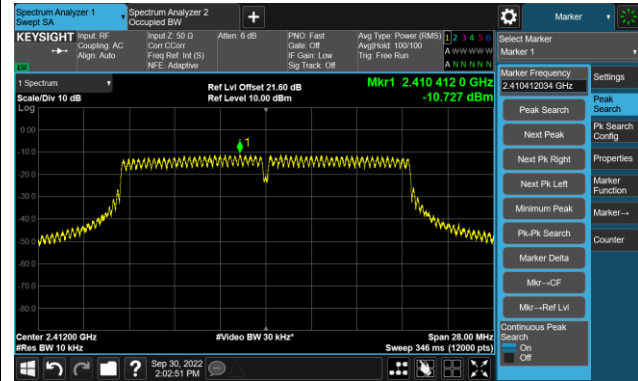 Spectrum Analyzer 1
Swept SA
Spectrum Analyzer 2
Occupied BW
Marker
KEYSIGHT
Input: RF
Coupling: AC
Align: Auto
Input Z: 50 Ω
Corr CCorr
Freq Ref: Int (S)
NFE: Adaptive
Atten: 6 dB
PNO: Fast
Gate: Off
IF Gain: Low
Sig Track: Off
Avg Type: Power (RMS)
Avg|Hold: 100/100
Trig: Free Run
1 2 3 4 5 6
A W W W W W
A N N N N N
LXI
Select Marker
Marker 1
1 Spectrum
Scale/Div 10 dB
Log
Ref Lvl Offset 21.60 dB
Ref Level 10.00 dBm
Mkr1 2.410 412 0 GHz
-10.727 dBm
1
0.00
-10.0
-20.0
-30.0
-40.0
-50.0
-60.0
-70.0
-80.0
Center 2.41200 GHz
#Res BW 10 kHz
#Video BW 30 kHz*
Span 28.00 MHz
Sweep 346 ms (12000 pts)
Marker Frequency
2.410412034 GHz
Peak Search
Next Peak
Next Pk Right
Next Pk Left
Minimum Peak
Pk-Pk Search
Marker Delta
Mkr→CF
Mkr→Ref Lvl
Continuous Peak
Search
On
Off
Settings
Peak
Search
Pk Search
Config
Properties
Marker
Function
Marker→
Counter
?
Sep 30, 2022
2:02:51 PM